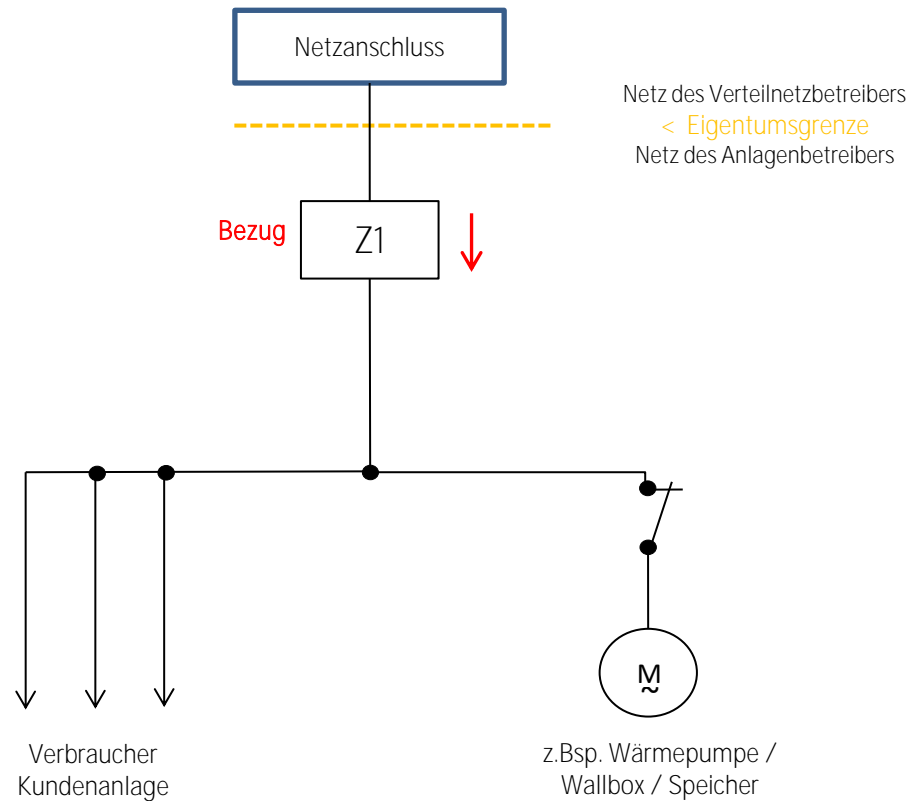 Netzanschluss
Netz des Verteilnetzbetreibers
< Eigentumsgrenze
Netz des Anlagenbetreibers
Bezug
Z1
M
~
Verbraucher
Kundenanlage
z.Bsp. Wärmepumpe /
Wallbox / Speicher